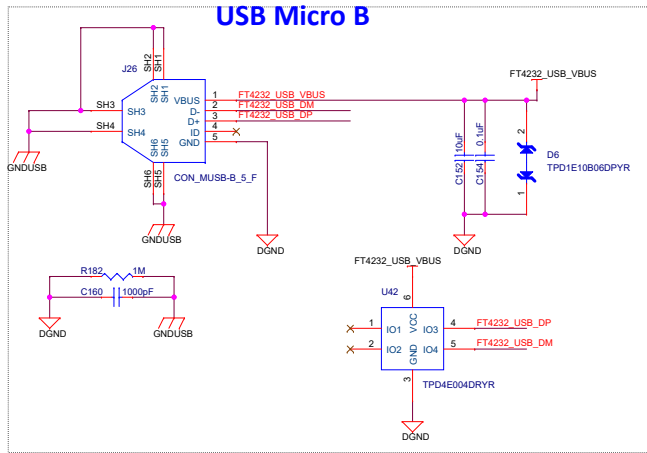 USB Micro B
SH2
SH1
J26
FT4232_USB_VBUS
SH2
SH1
FT4232_USB_VBUS
VBUS
1
FT4232_USB_DM
D-
2
FT4232_USB_DP
SH3
SH3
D+
3
SH4
SH4
ID
4
GND
5
SH6
SH5
GNDUSB
SH6
SH5
CON_MUSB-B_5_F
GNDUSB
C152
10uF
C154
0.1uF
2
D6
TPD1E10B06DPYR
1
DGND
DGND
R182
1M
C160
1000pF
DGND
GNDUSB
FT4232_USB_VBUS
U42
6
VCC
1
IO1
IO3
4
FT4232_USB_DP
2
IO2
IO4
5
FT4232_USB_DM
GND
3
TPD4E004DRYR
DGND